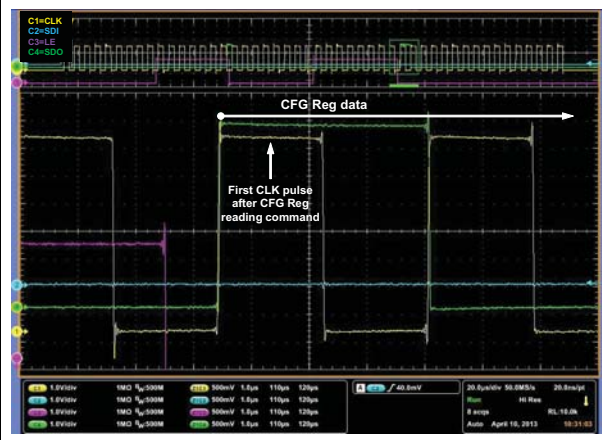 C1=CLK
C2=SDI
C3=LE
C4=SDO
CFG Reg data
First CLK pulse
after CFG Reg
reading command
1.0V/div 1MΩ 500M 500mV 1.0µs 110µs 120µs A 40.0mV 20.0µs/div 50.0MS/s 20.0ns/pt
1.0V/div 1MΩ 500M 500mV 1.0µs 110µs 120µs Run Hi Res
1.0V/div 1MΩ 500M 500mV 1.0µs 110µs 120µs 8 acqs RL:10.0k
1.0V/div 1MΩ 500M 500mV 1.0µs 110µs 120µs Auto April 10, 2013 10:31:03